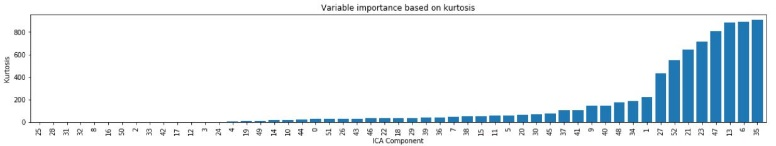 Variable importance based on kurtosis
800
600
400
200
0
Kurtosis
25 28 31 32 8 16 50 2 33 42 17 12 3 24 4 19 49 14 10 44 0 51 26 43 46 22 18 29 39 36 7 38 15 11 5 20 30 45 37 41 9 40 48 34 1 27 52 21 23 47 13 6 35
ICA Component